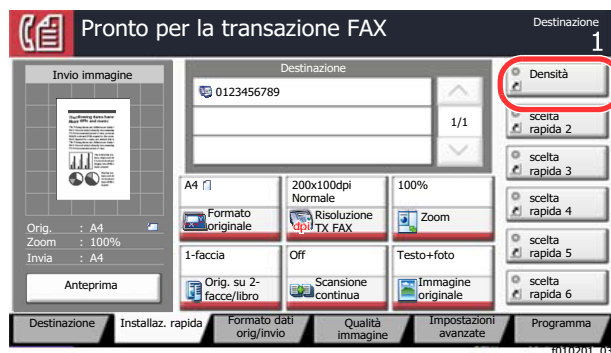 Pronto per la transazione FAX
Destinazione
1
Invio immagine
Orig. : A4
Zoom : 100%
Invia : A4
Anteprima
Destinazione
0123456789
1/1
A4
Formato
originale
200x100dpi
Normale
dpi
Risoluzione
TX FAX
100%
Zoom
1-faccia
Orig. su 2-
facce/libro
Off
Scansione
continua
Testo+foto
Immagine
originale
Densità
scelta
rapida 2
scelta
rapida 3
scelta
rapida 4
scelta
rapida 5
scelta
rapida 6
Destinazione
Installaz. rapida
Formato dati
orig/invio
Qualità
immagine
Impostazioni
avanzate
Programma
f010201_03